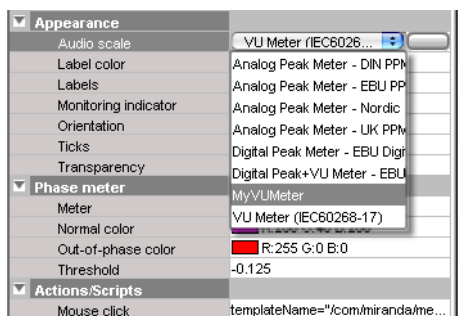 Appearance
Audio scale VU Meter (IEC6026...
Label color Analog Peak Meter - DIN PPM
Labels Analog Peak Meter - EBU PP
Monitoring indicator Analog Peak Meter - Nordic
Orientation Analog Peak Meter - UK PPM
Ticks Digital Peak Meter - EBU Digi
Transparency Digital Peak+VU Meter - EBU
Phase meter MyVUMeter
Meter VU Meter (IEC60268-17)
Normal color
Out-of-phase color R:255 G:0 B:0
Threshold -0.125
Actions/Scripts
Mouse click templateName="/com/miranda/me...